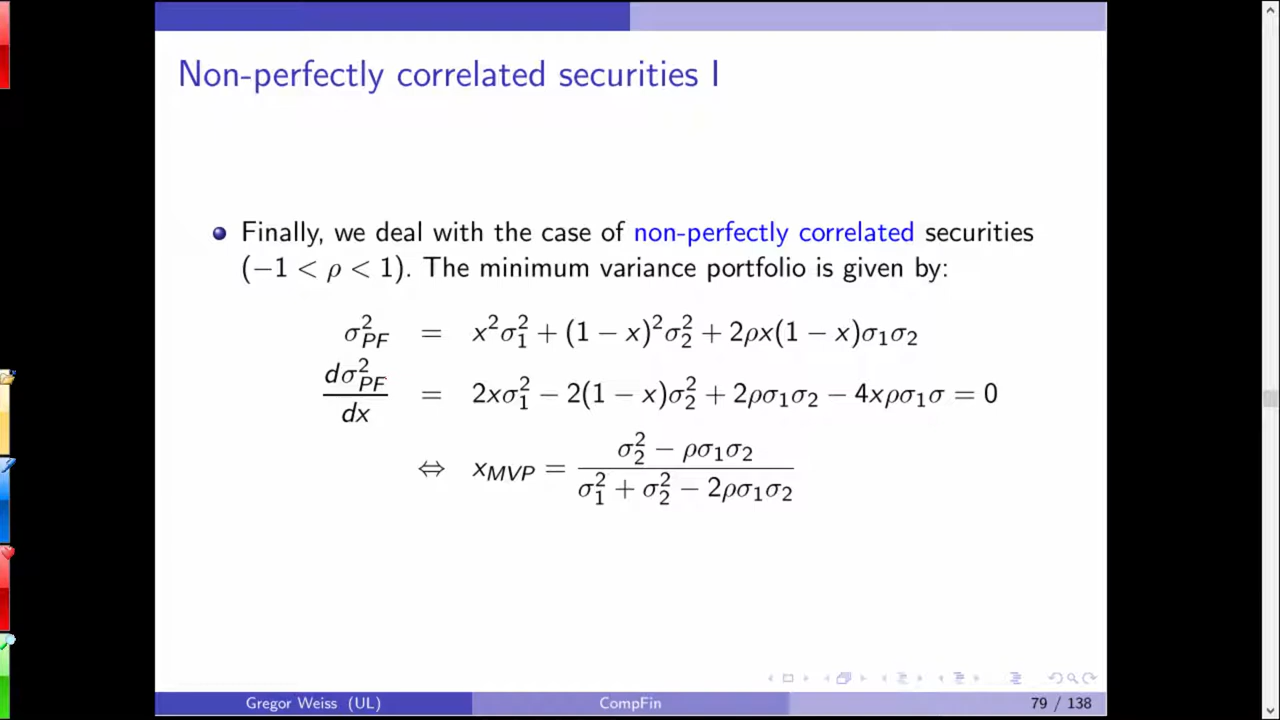 Non-perfectly correlated securities I
Finally, we deal with the case of non-perfectly correlated securities
(−1 < ρ < 1). The minimum variance portfolio is given by:
σ²_PF = x²σ₁² + (1 − x)²σ₂² + 2ρx(1 − x)σ₁σ₂
dσ²_PF/dx = 2xσ₁² − 2(1 − x)σ₂² + 2ρσ₁σ₂ − 4xρσ₁σ = 0
⇔ x_MVP = (σ₂² − ρσ₁σ₂)/(σ₁² + σ₂² − 2ρσ₁σ₂)
Gregor Weiss (UL) CompFin 79 / 138